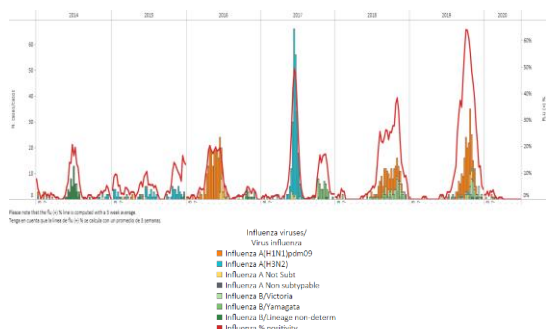 2014 2015 2016 2017 2018 2019 2020
60 60%
50 50%
40 40%
30 30%
20 20%
10 10%
0 0%
Please note that the flu (+) % line is computed with a 3 week average.
Tenga en cuenta que la línea de flu (+) % se calcula con un promedio de 3 semanas.
Influenza viruses/
Virus influenza
Influenza A(H1N1)pdm09
Influenza A(H3N2)
Influenza A Not Subt
Influenza A Non subtypable
Influenza B/Victoria
Influenza B/Yamagata
Influenza B/Lineage non-determ
Influenza % positivity